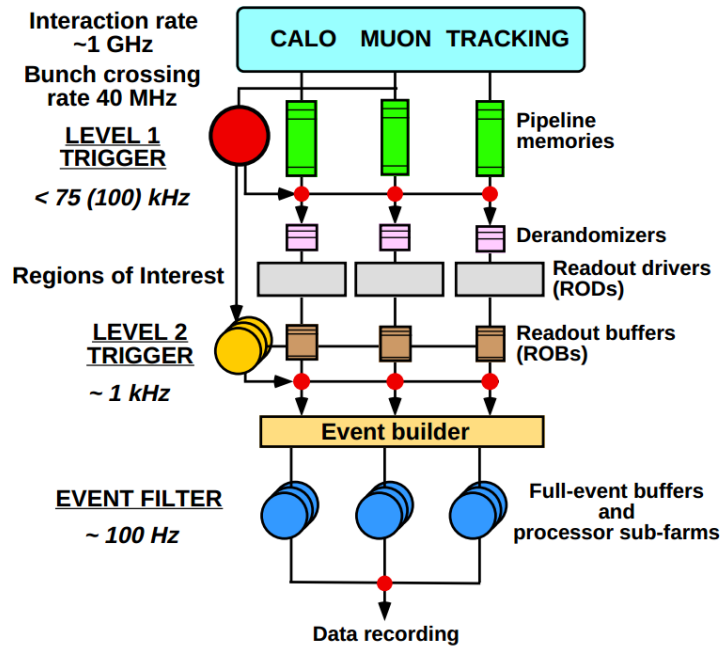 Interaction rate
~1 GHz
CALO MUON TRACKING
Bunch crossing
rate 40 MHz
LEVEL 1
TRIGGER
< 75 (100) kHz
Pipeline
memories
Derandomizers
Regions of Interest
Readout drivers
(RODs)
LEVEL 2
TRIGGER
~ 1 kHz
Readout buffers
(ROBs)
Event builder
EVENT FILTER
~ 100 Hz
Full-event buffers
and
processor sub-farms
Data recording